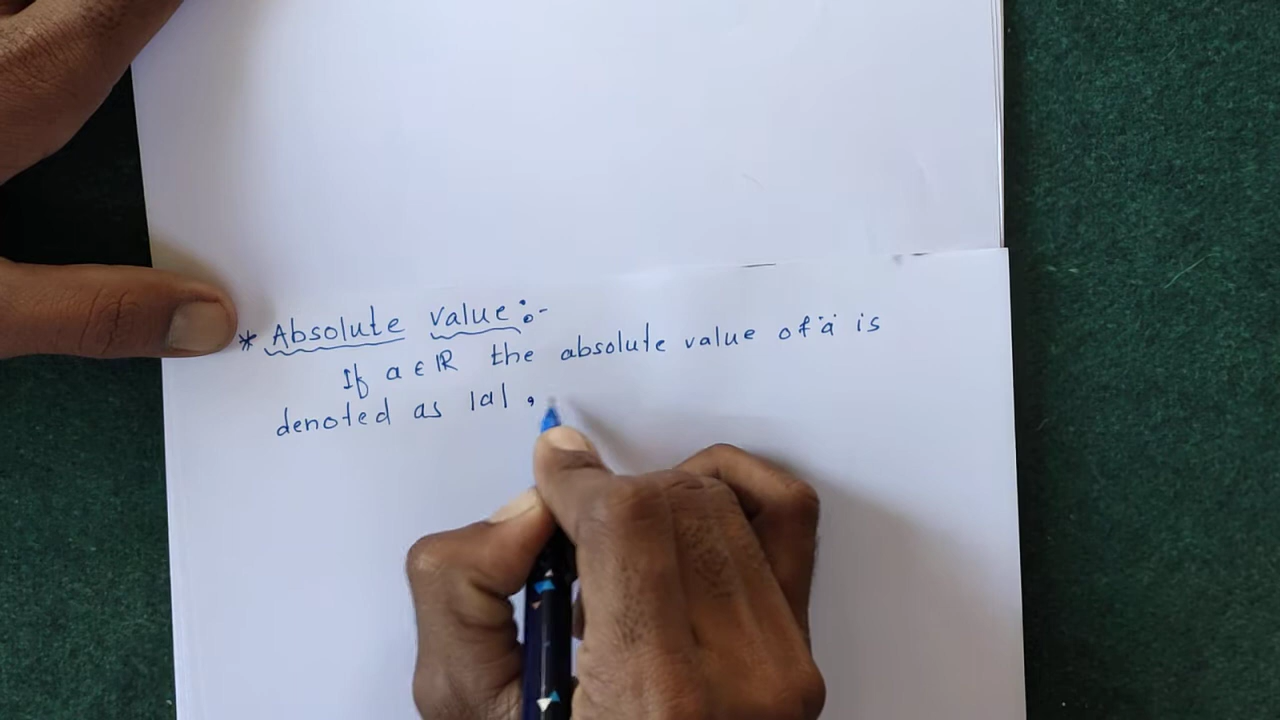 * Absolute value :-
If a ∈ ℝ the absolute value of "a" is
denoted as |a| ,